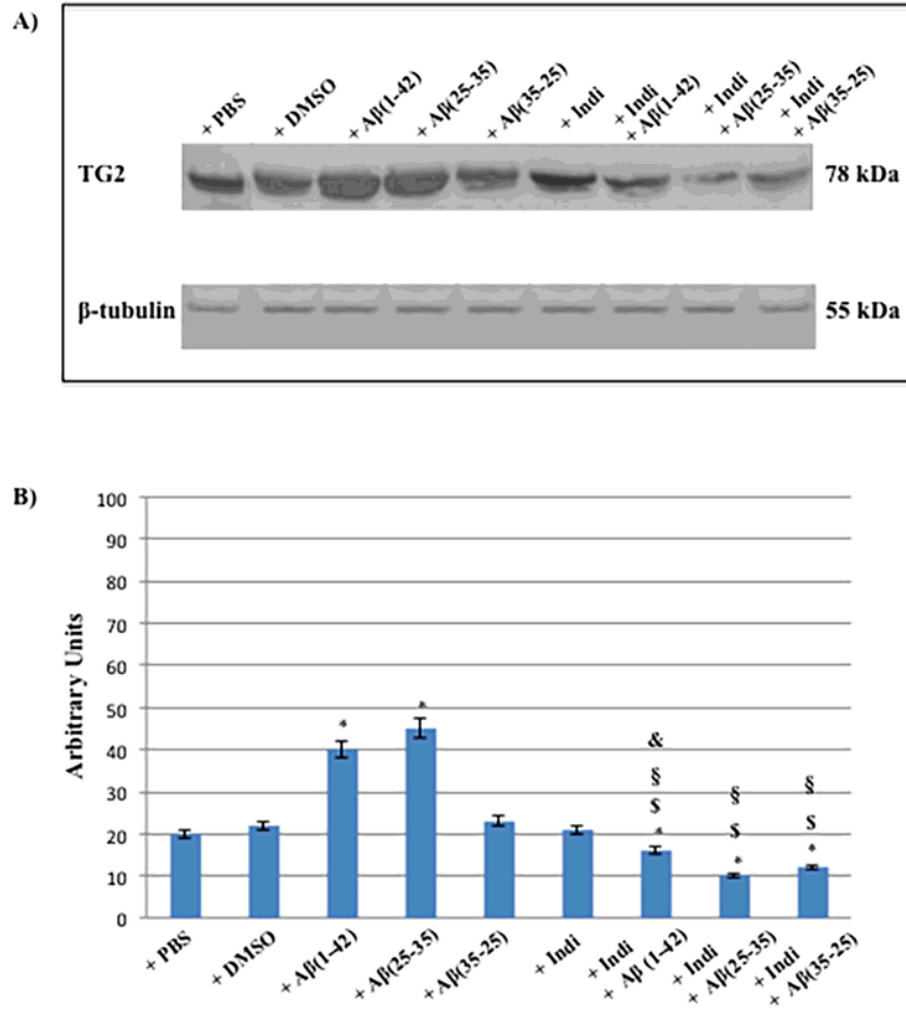 A)
+ PBS
+ DMSO
+ Aβ(1-42)
+ Aβ(25-35)
+ Aβ(35-25)
+ Indi
+ Indi
+ Aβ(1-42)
+ Indi
+ Aβ(25-35)
+ Indi
+ Aβ(35-25)
TG2
78 kDa
β-tubulin
55 kDa
B)
Arbitrary Units
100
90
80
70
60
50
40
30
20
10
0
*
*
&
§
$
*
§
$
*
§
$
*
+ PBS
+ DMSO
+ Aβ(1-42)
+ Aβ(25-35)
+ Aβ(35-25)
+ Indi
+ Indi
+ Aβ (1-42)
+ Indi
+ Aβ(25-35)
+ Indi
+ Aβ(35-25)